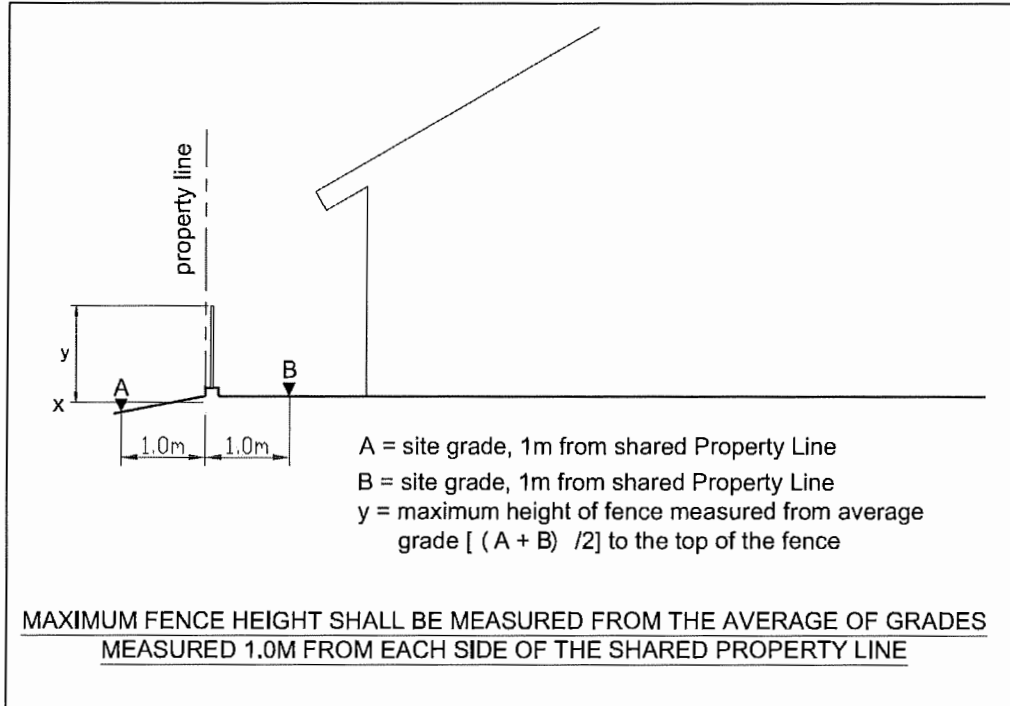 property line
y
A
B
x
1.0m
1.0m
A = site grade, 1m from shared Property Line
B = site grade, 1m from shared Property Line
y = maximum height of fence measured from average
grade [ (A + B) /2] to the top of the fence
MAXIMUM FENCE HEIGHT SHALL BE MEASURED FROM THE AVERAGE OF GRADES
MEASURED 1.0M FROM EACH SIDE OF THE SHARED PROPERTY LINE